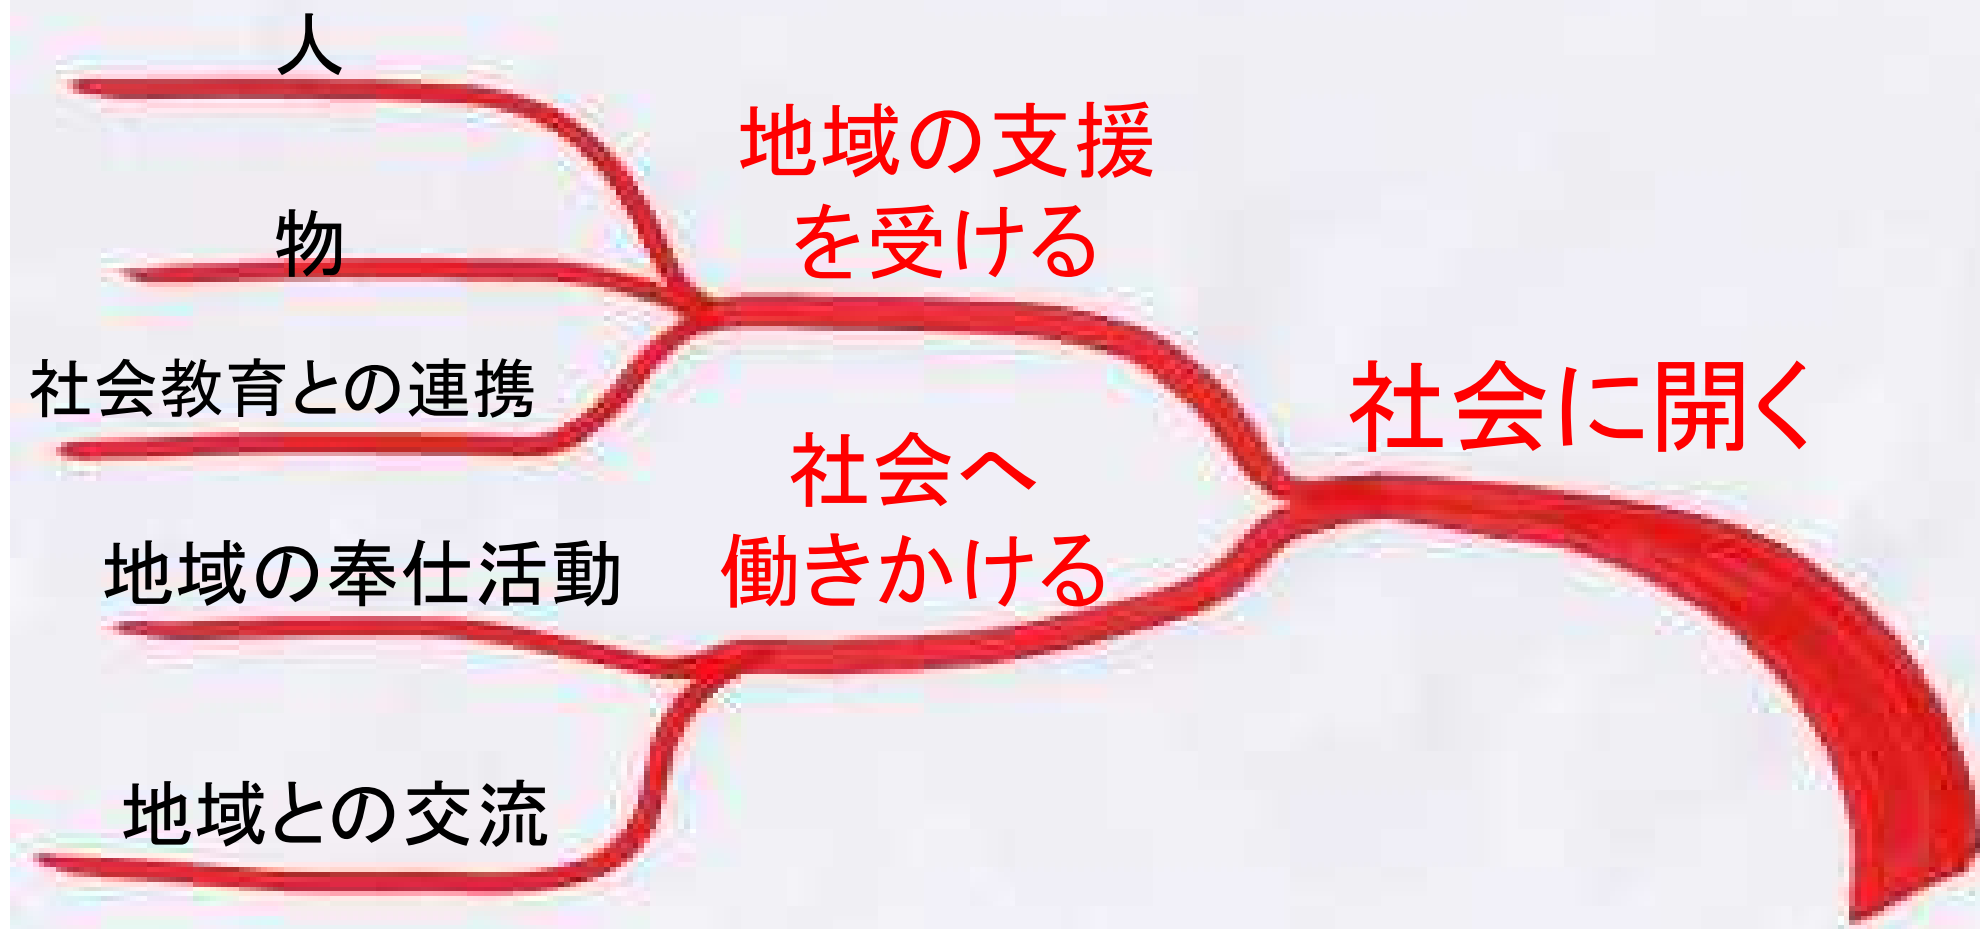 人
地域の支援
を受ける
物
社会教育との連携
社会に開く
社会へ
働きかける
地域の奉仕活動
地域との交流